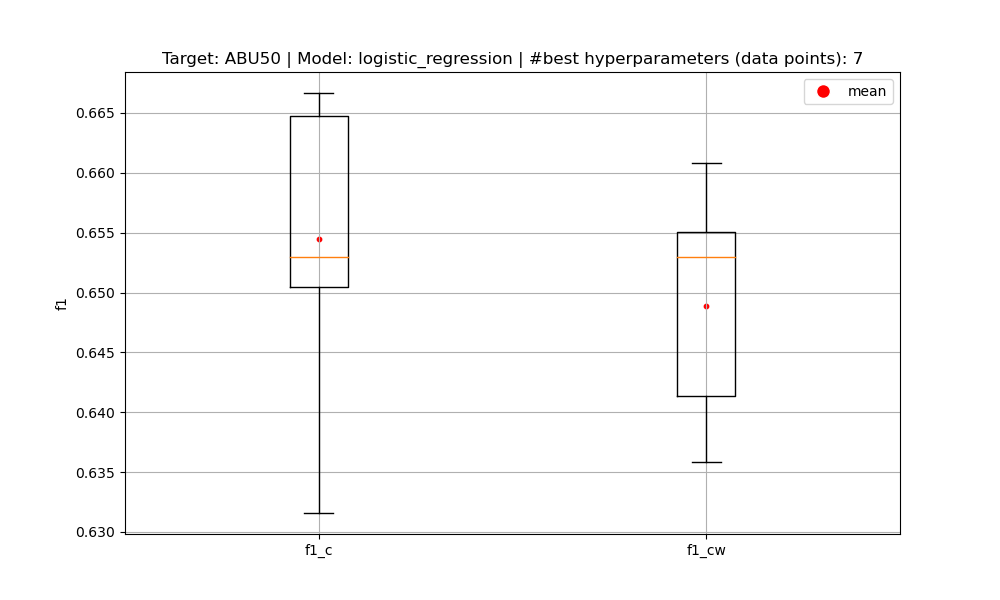 Target: ABU50 | Model: logistic_regression | #best hyperparameters (data points): 7
mean
0.665
0.660
0.655
0.650
0.645
0.640
0.635
0.630
f1
f1_c
f1_cw